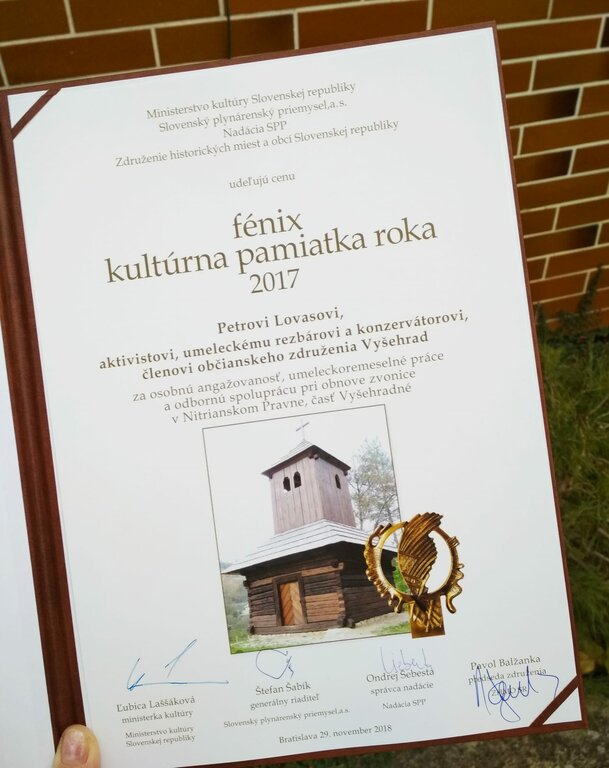 Ministerstvo kultúry Slovenskej republiky
Slovenský plynárenský priemysel,a.s.
Nadácia SPP
Združenie historických miest a obcí Slovenskej republiky
udeľujú cenu
fénix
kultúrna pamiatka roka
2017
Petrovi Lovasovi,
aktivistovi, umeleckému rezbárovi a konzervátorovi,
členovi občianskeho združenia Vyšehrad
za osobnú angažovanosť, umeleckoremeselné práce
a odbornú spoluprácu pri obnove zvonice
v Nitrianskom Pravne, časť Vyšehradné
Ľubica Laššáková
ministerka kultúry
Ministerstvo kultúry
Slovenskej republiky
Štefan Šabík
generálny riaditeľ
Slovenský plynárenský priemysel,a.s.
Ondrej Šebesta
správca nadácie
Nadácia SPP
Pavol Balžanka
predseda združenia
Bratislava 29. november 2018